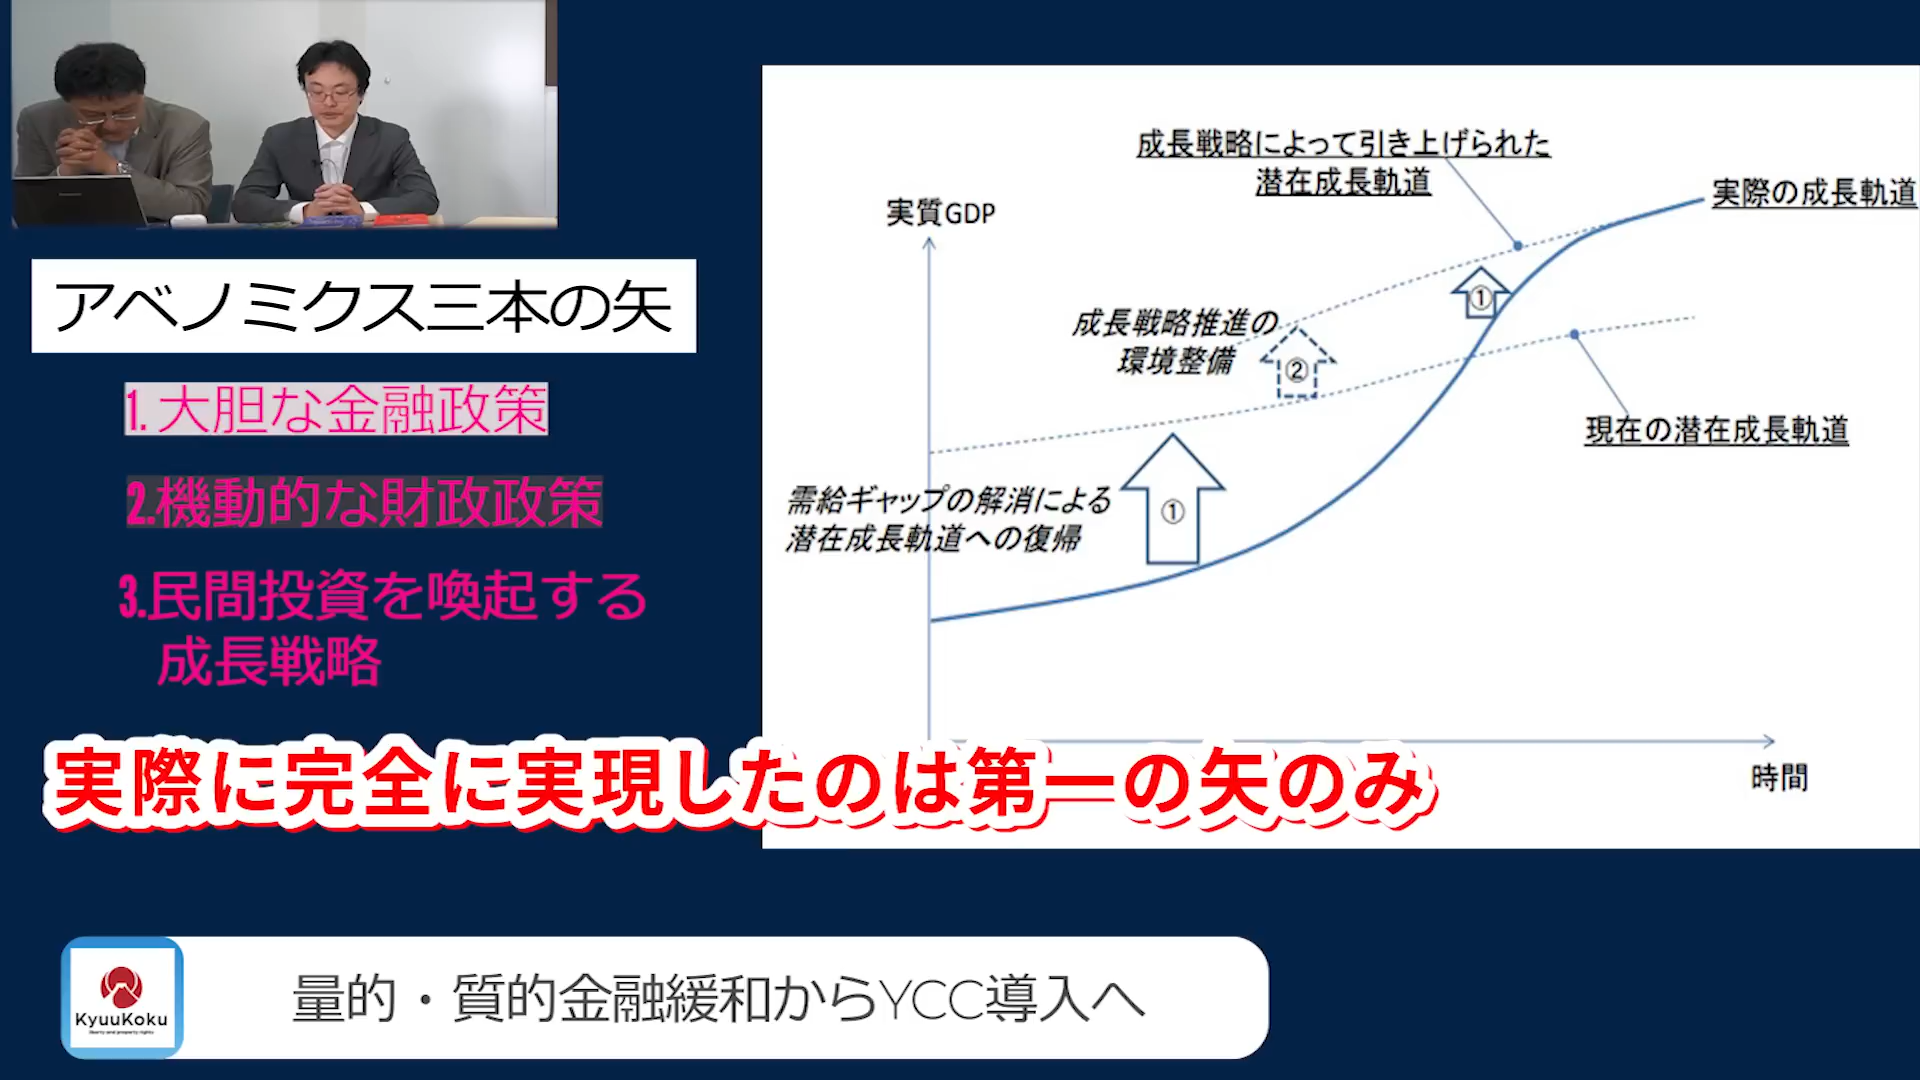 アベノミクス三本の矢
1.大胆な金融政策
2.機動的な財政政策
3.民間投資を喚起する
成長戦略
成長戦略によって引き上げられた
潜在成長軌道
実際の成長軌道
実質GDP
①
成長戦略推進の
環境整備
②
現在の潜在成長軌道
需給ギャップの解消による
潜在成長軌道への復帰
①
時間
実際に完全に実現したのは第一の矢のみ
KyuuKoku
liberty and property rights
量的・質的金融緩和からYCC導入へ